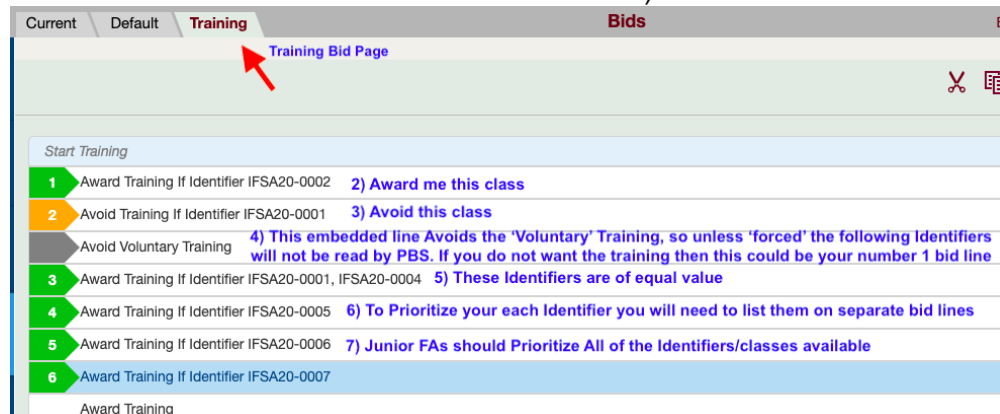 Current Default Training Bids
Training Bid Page
Start Training
1 Award Training If Identifier IFSA20-0002 2) Award me this class
2 Avoid Training If Identifier IFSA20-0001 3) Avoid this class
Avoid Voluntary Training 4) This embedded line Avoids the ‘Voluntary’ Training, so unless ‘forced’ the following Identifiers
will not be read by PBS. If you do not want the training then this could be your number 1 bid line
3 Award Training If Identifier IFSA20-0001, IFSA20-0004 5) These Identifiers are of equal value
4 Award Training If Identifier IFSA20-0005 6) To Prioritize your each Identifier you will need to list them on separate bid lines
5 Award Training If Identifier IFSA20-0006 7) Junior FAs should Prioritize All of the Identifiers/classes available
6 Award Training If Identifier IFSA20-0007
Award Training